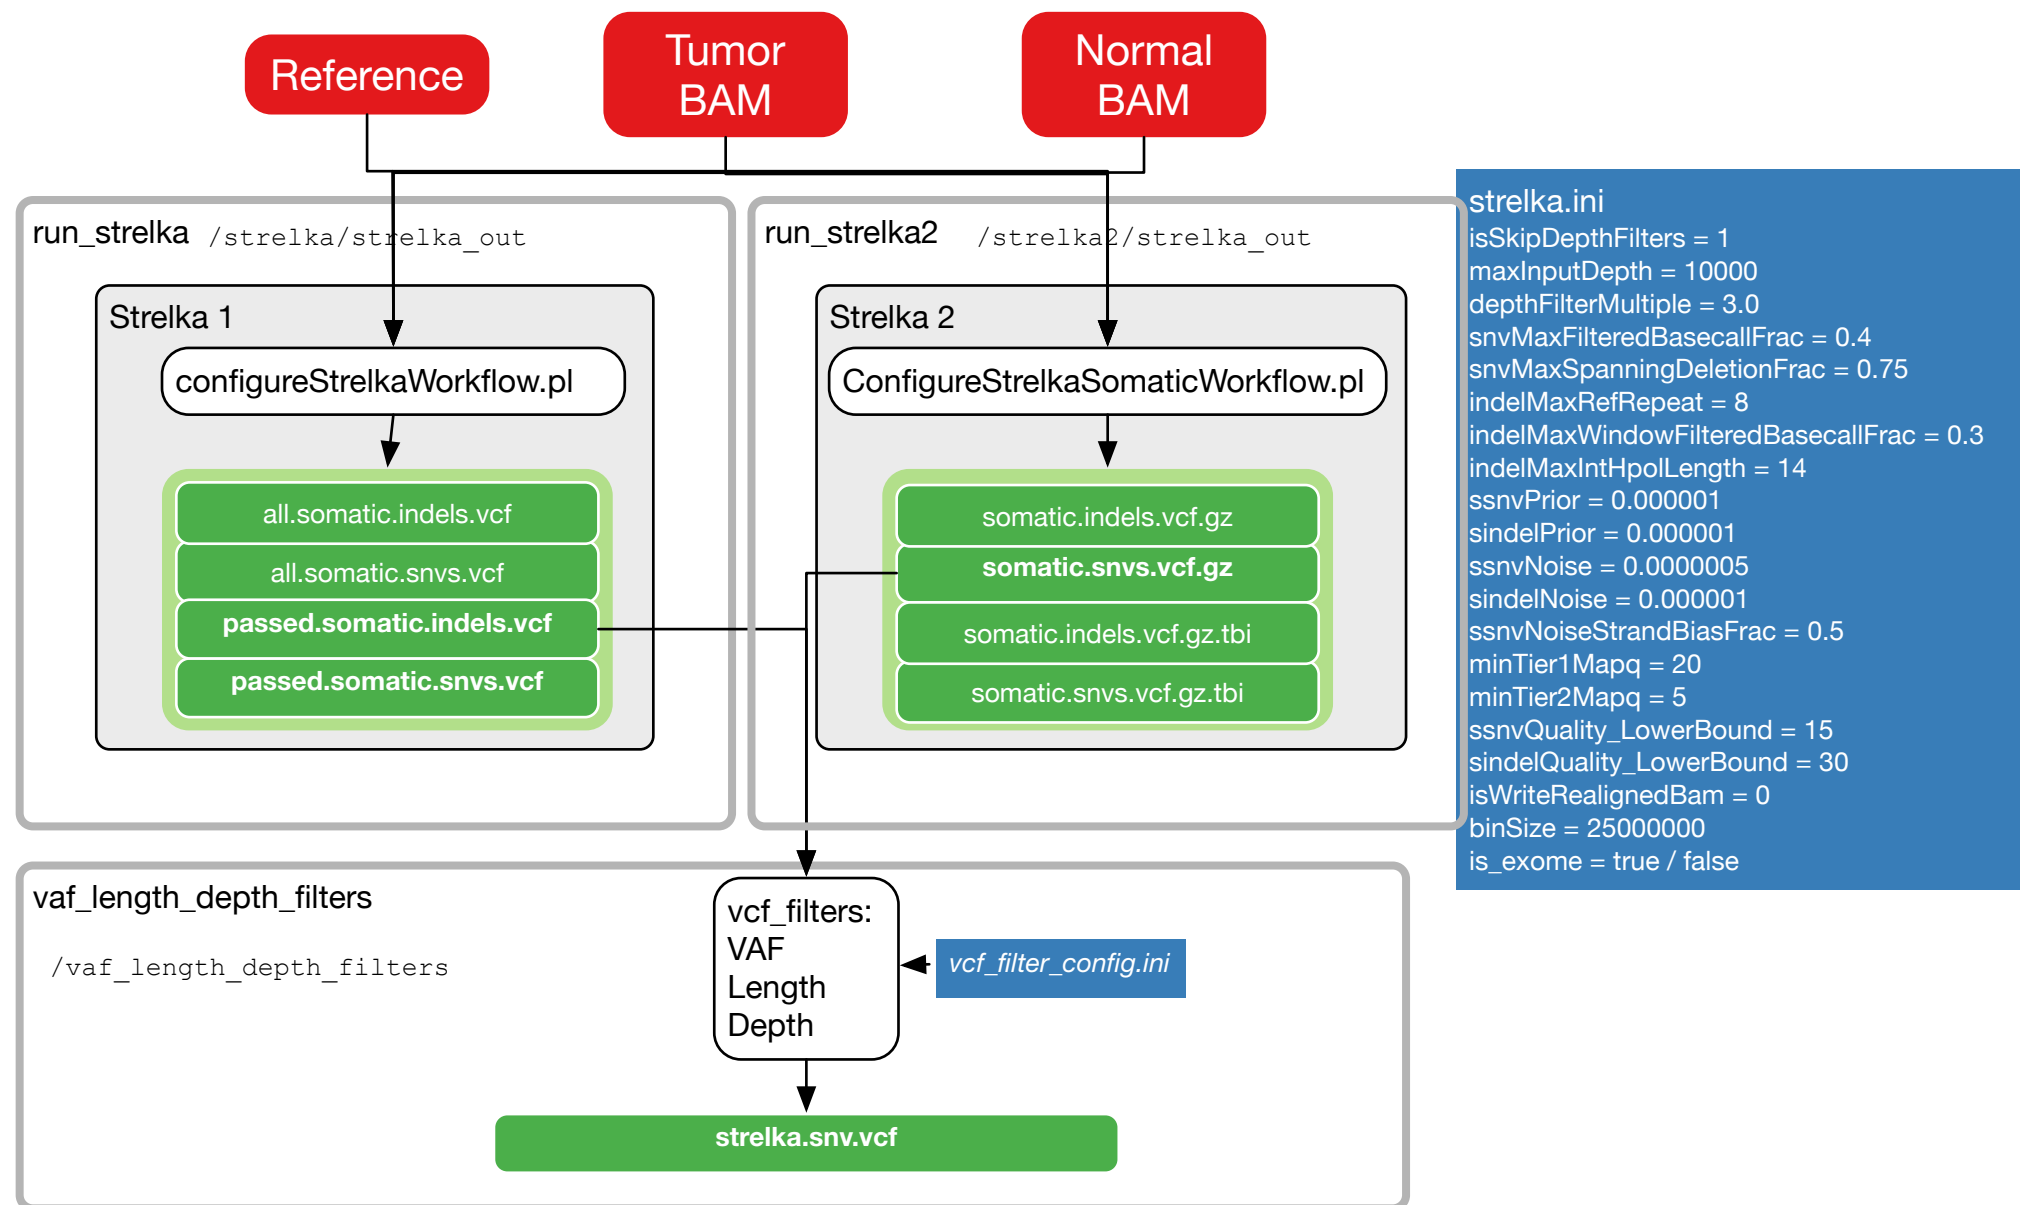 Reference
Tumor
BAM
Normal
BAM
run_strelka /strelka/strelka_out
Strelka 1
configureStrelkaWorkflow.pl
all.somatic.indels.vcf
all.somatic.snvs.vcf
passed.somatic.indels.vcf
passed.somatic.snvs.vcf
run_strelka2 /strelka2/strelka_out
Strelka 2
ConfigureStrelkaSomaticWorkflow.pl
somatic.indels.vcf.gz
somatic.snvs.vcf.gz
somatic.indels.vcf.gz.tbi
somatic.snvs.vcf.gz.tbi
strelka.ini
isSkipDepthFilters = 1
maxInputDepth = 10000
depthFilterMultiple = 3.0
snvMaxFilteredBasecallFrac = 0.4
snvMaxSpanningDeletionFrac = 0.75
indelMaxRefRepeat = 8
indelMaxWindowFilteredBasecallFrac = 0.3
indelMaxIntHpolLength = 14
ssnvPrior = 0.000001
sindelPrior = 0.000001
ssnvNoise = 0.0000005
sindelNoise = 0.000001
ssnvNoiseStrandBiasFrac = 0.5
minTier1Mapq = 20
minTier2Mapq = 5
ssnvQuality_LowerBound = 15
sindelQuality_LowerBound = 30
isWriteRealignedBam = 0
binSize = 25000000
is_exome = true / false
vaf_length_depth_filters
/vaf_length_depth_filters
vcf_filters:
VAF
Length
Depth
vcf_filter_config.ini
strelka.snv.vcf